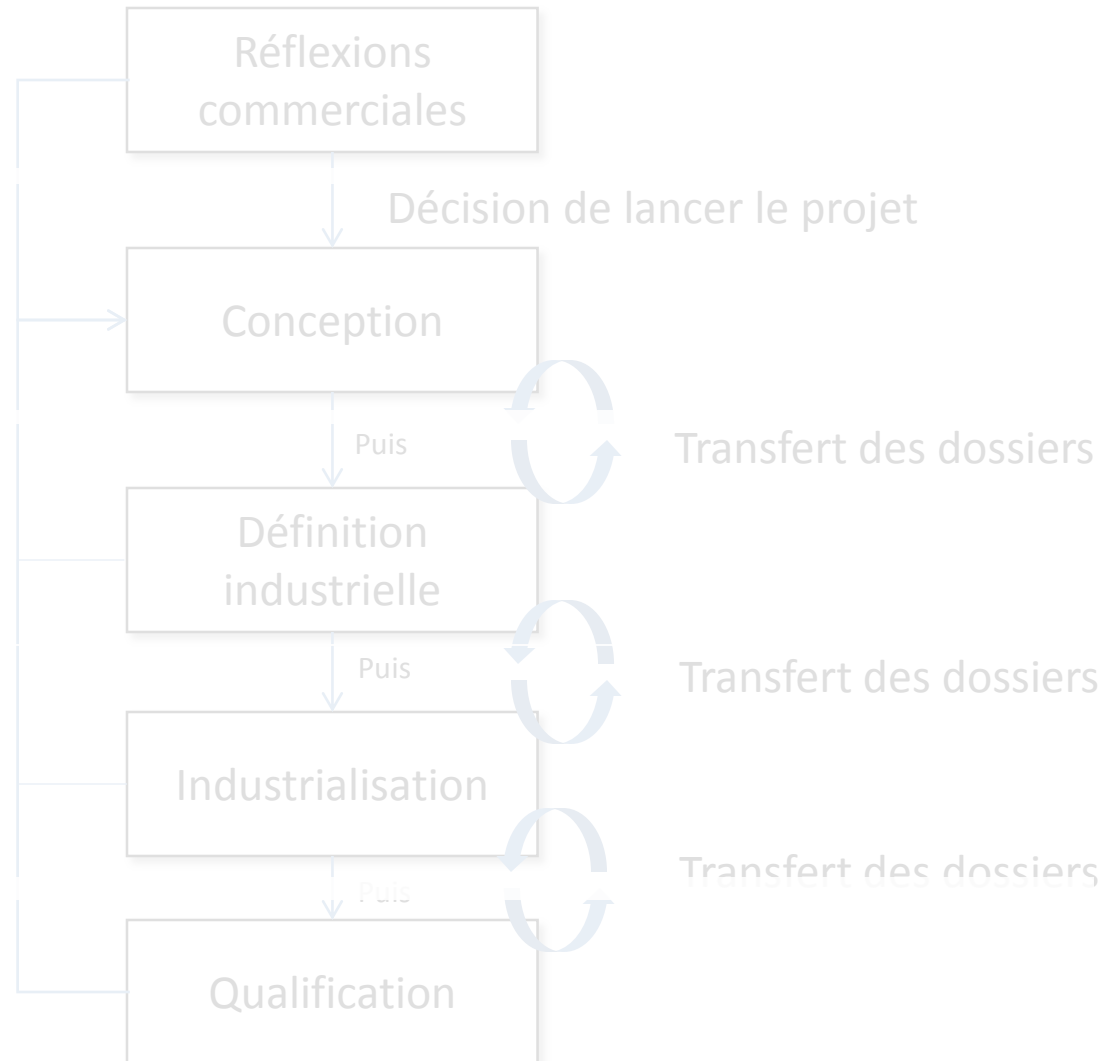 Réflexions
commerciales
Décision de lancer le projet
Conception
Puis
Transfert des dossiers
Définition
industrielle
Puis
Transfert des dossiers
Industrialisation
Transfert des dossiers
Puis
Qualification